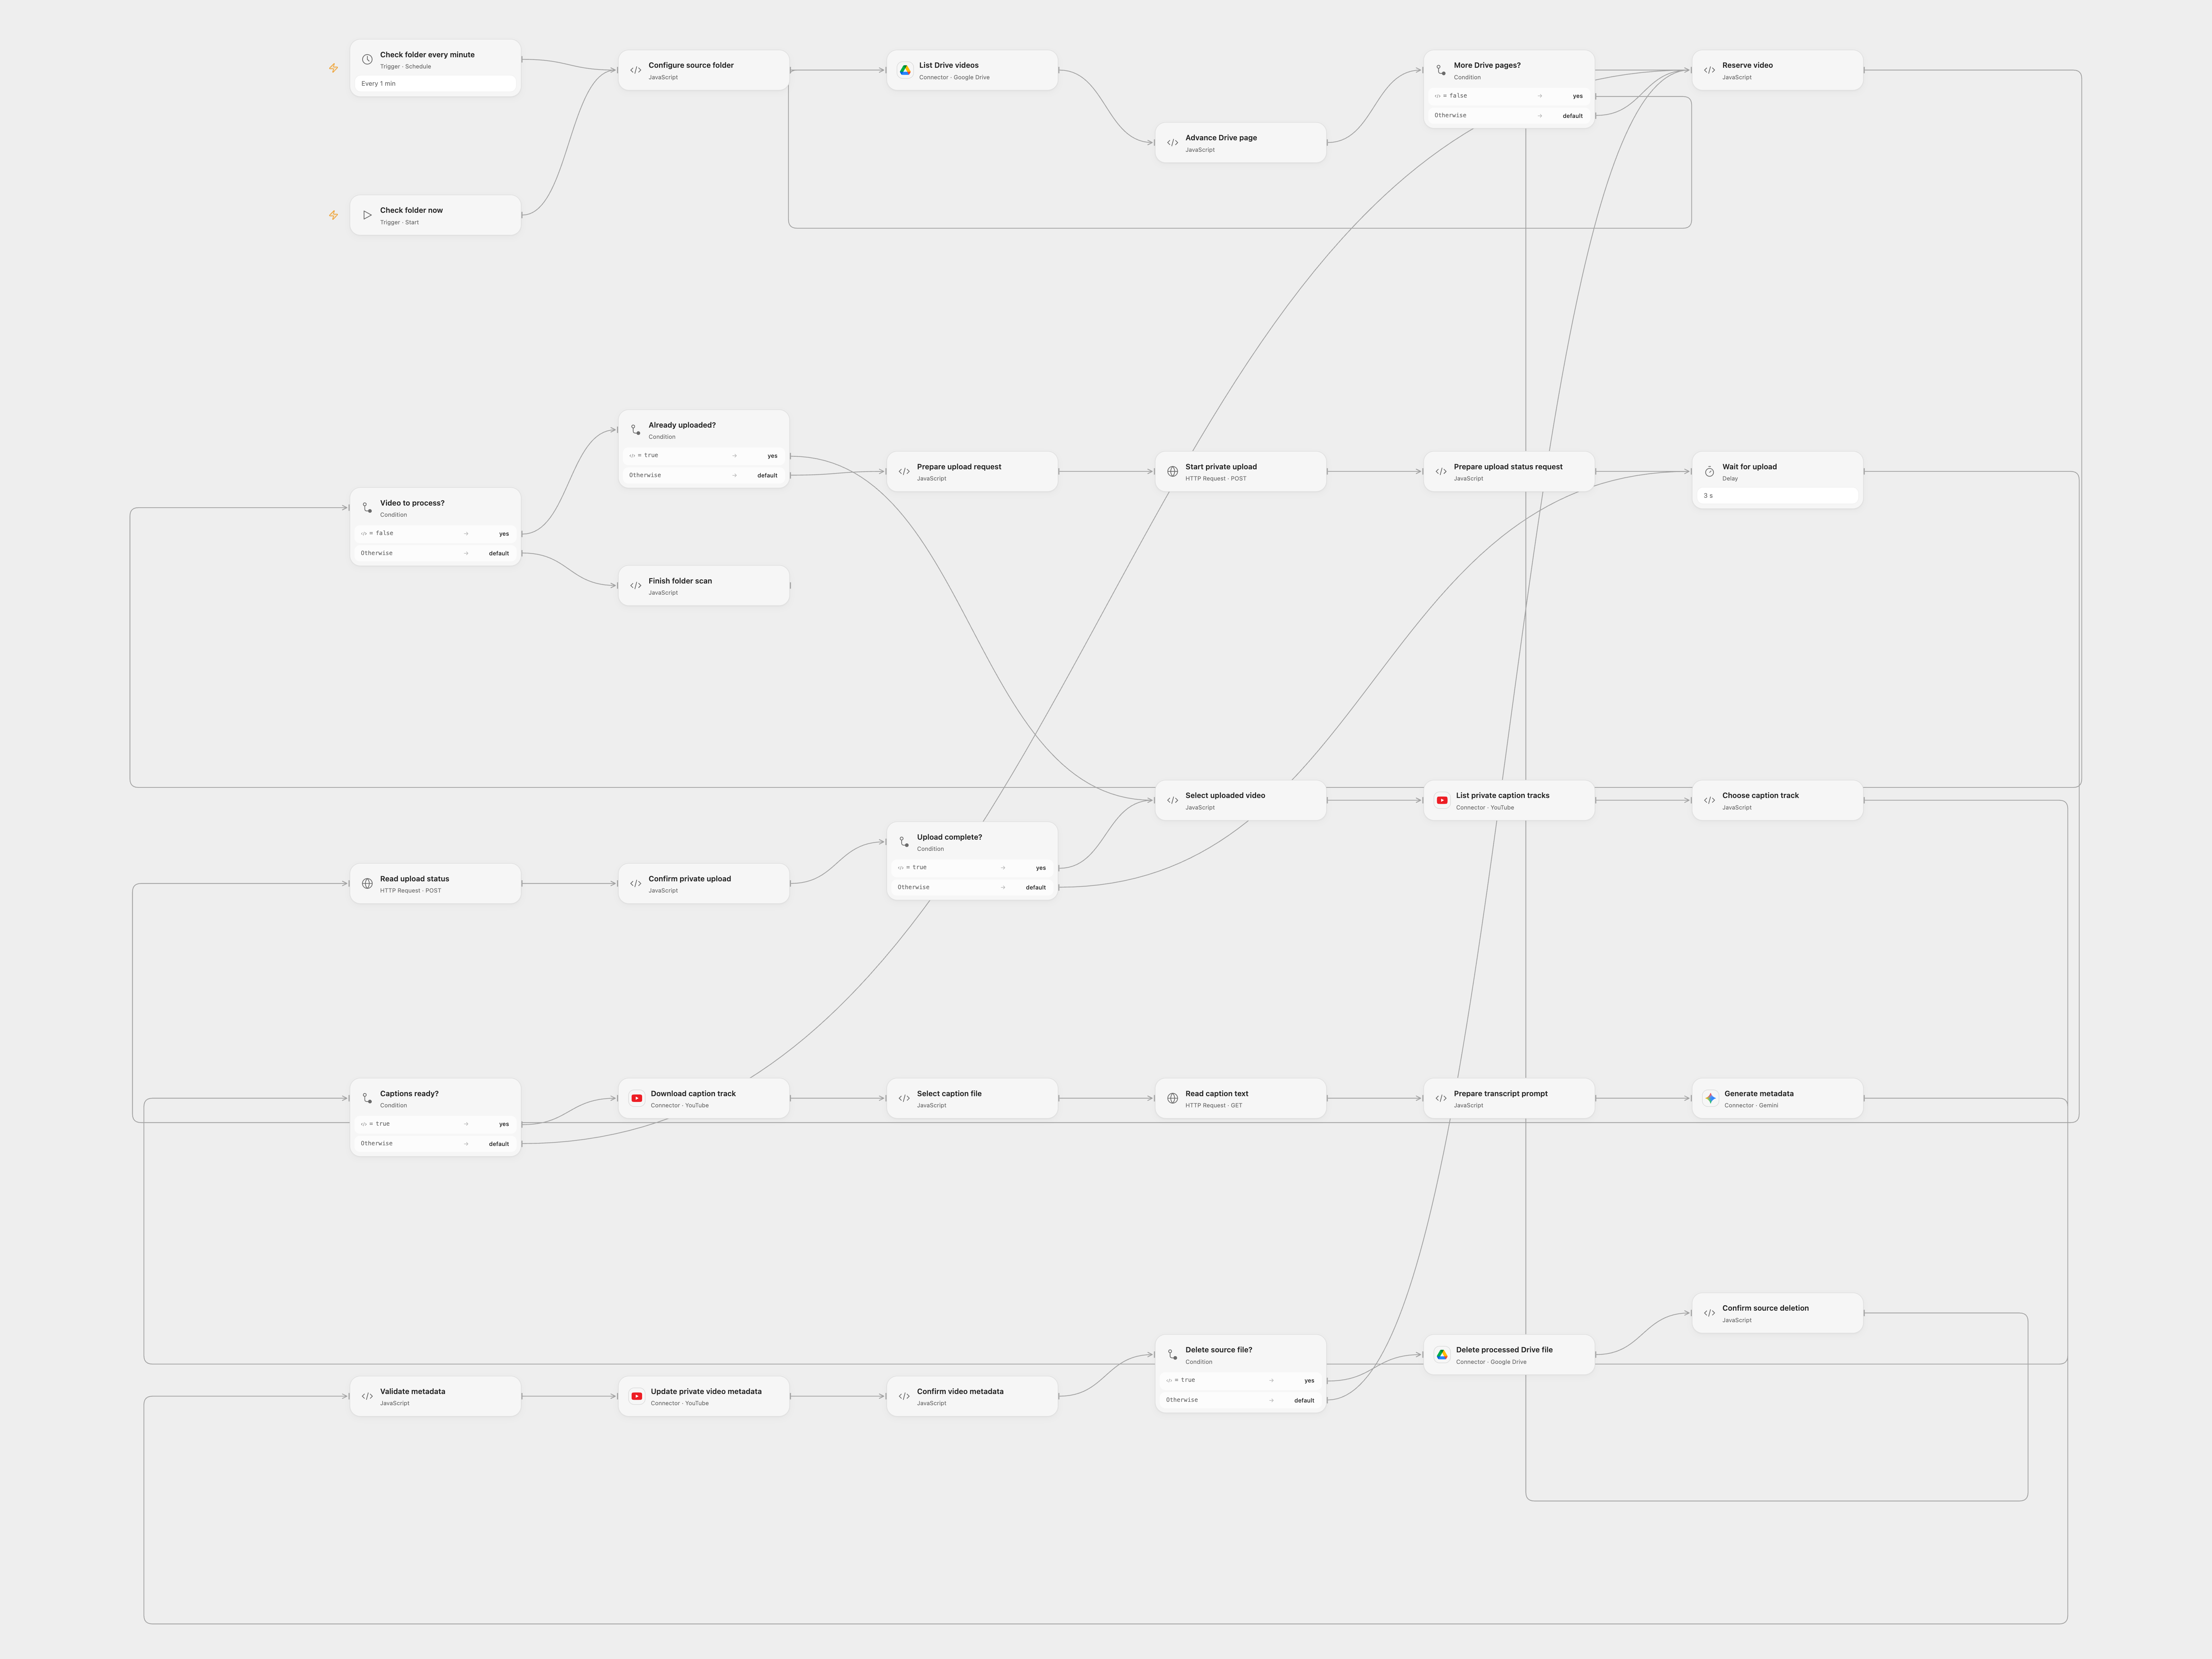 Check folder every minute
Trigger · Schedule
Every 1 min
Configure source folder
JavaScript
List Drive videos
Connector · Google Drive
More Drive pages?
Condition
= false → yes
Otherwise → default
Reserve video
JavaScript
Advance Drive page
JavaScript
Check folder now
Trigger · Start
Already uploaded?
Condition
= true → yes
Otherwise → default
Prepare upload request
JavaScript
Start private upload
HTTP Request · POST
Prepare upload status request
JavaScript
Wait for upload
Delay
3 s
Video to process?
Condition
= false → yes
Otherwise → default
Finish folder scan
JavaScript
Select uploaded video
JavaScript
List private caption tracks
Connector · YouTube
Choose caption track
JavaScript
Upload complete?
Condition
= true → yes
Otherwise → default
Read upload status
HTTP Request · POST
Confirm private upload
JavaScript
Captions ready?
Condition
= true → yes
Otherwise → default
Download caption track
Connector · YouTube
Select caption file
JavaScript
Read caption text
HTTP Request · GET
Prepare transcript prompt
JavaScript
Generate metadata
Connector · Gemini
Confirm source deletion
JavaScript
Delete source file?
Condition
= true → yes
Otherwise → default
Delete processed Drive file
Connector · Google Drive
Validate metadata
JavaScript
Update private video metadata
Connector · YouTube
Confirm video metadata
JavaScript